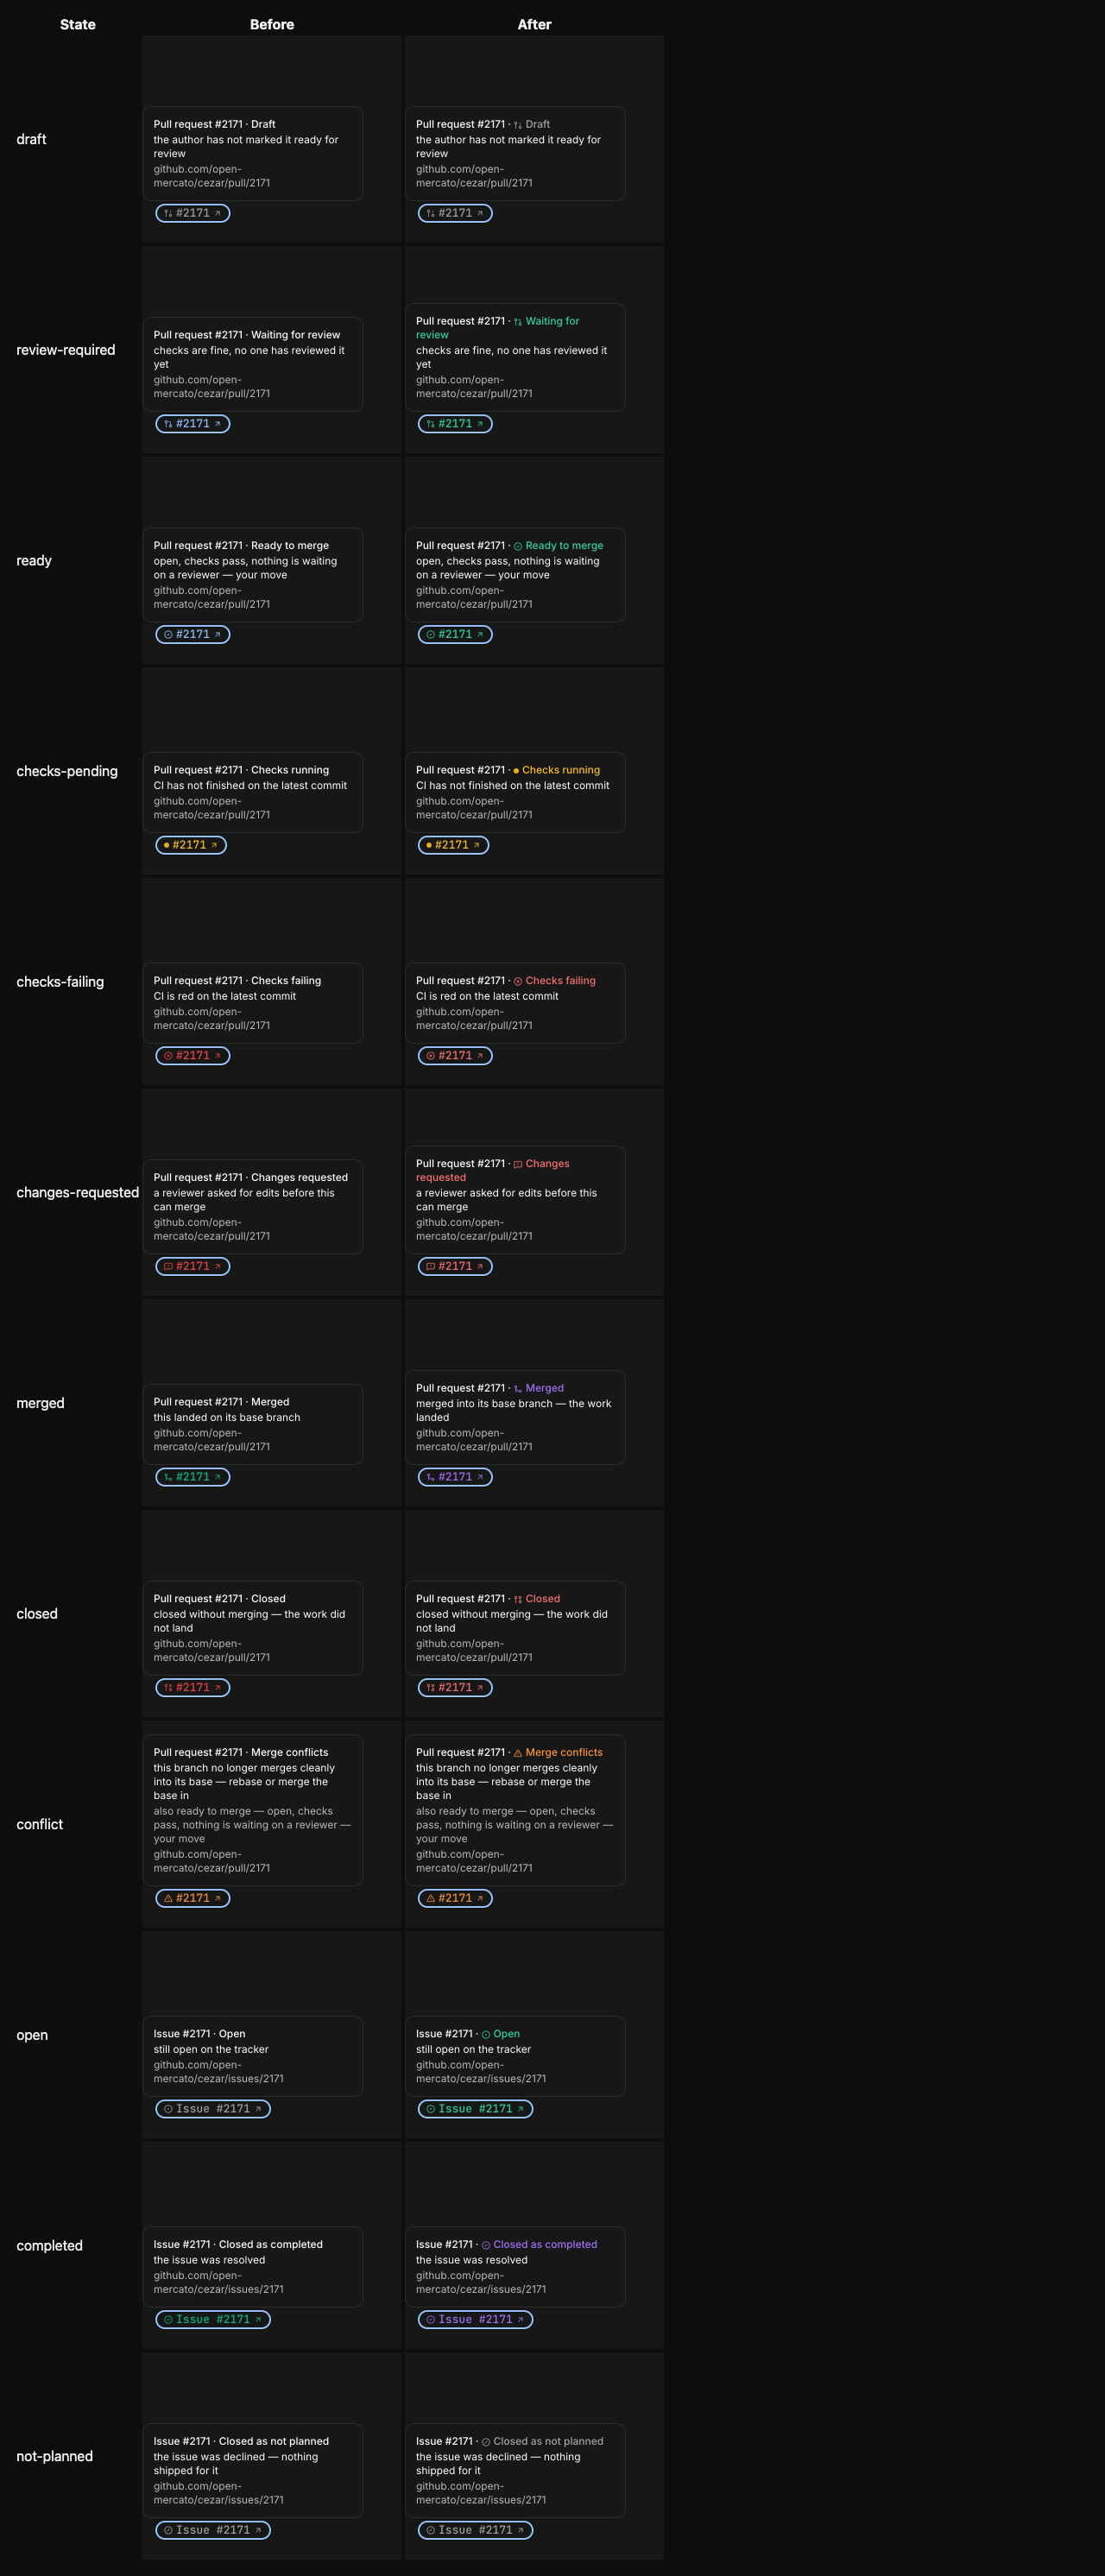 State Before After
draft
Pull request #2171 · Draft
the author has not marked it ready for
review
github.com/open-
mercato/cezar/pull/2171
#2171
Pull request #2171 · Draft
the author has not marked it ready for
review
github.com/open-
mercato/cezar/pull/2171
#2171
review-required
Pull request #2171 · Waiting for review
checks are fine, no one has reviewed it
yet
github.com/open-
mercato/cezar/pull/2171
#2171
Pull request #2171 · Waiting for
review
checks are fine, no one has reviewed it
yet
github.com/open-
mercato/cezar/pull/2171
#2171
ready
Pull request #2171 · Ready to merge
open, checks pass, nothing is waiting
on a reviewer — your move
github.com/open-
mercato/cezar/pull/2171
#2171
Pull request #2171 · Ready to merge
open, checks pass, nothing is waiting
on a reviewer — your move
github.com/open-
mercato/cezar/pull/2171
#2171
checks-pending
Pull request #2171 · Checks running
CI has not finished on the latest commit
github.com/open-
mercato/cezar/pull/2171
#2171
Pull request #2171 · Checks running
CI has not finished on the latest commit
github.com/open-
mercato/cezar/pull/2171
#2171
checks-failing
Pull request #2171 · Checks failing
CI is red on the latest commit
github.com/open-
mercato/cezar/pull/2171
#2171
Pull request #2171 · Checks failing
CI is red on the latest commit
github.com/open-
mercato/cezar/pull/2171
#2171
changes-requested
Pull request #2171 · Changes requested
a reviewer asked for edits before this
can merge
github.com/open-
mercato/cezar/pull/2171
#2171
Pull request #2171 · Changes
requested
a reviewer asked for edits before this
can merge
github.com/open-
mercato/cezar/pull/2171
#2171
merged
Pull request #2171 · Merged
this landed on its base branch
github.com/open-
mercato/cezar/pull/2171
#2171
Pull request #2171 · Merged
merged into its base branch — the work
landed
github.com/open-
mercato/cezar/pull/2171
#2171
closed
Pull request #2171 · Closed
closed without merging — the work did
not land
github.com/open-
mercato/cezar/pull/2171
#2171
Pull request #2171 · Closed
closed without merging — the work did
not land
github.com/open-
mercato/cezar/pull/2171
#2171
conflict
Pull request #2171 · Merge conflicts
this branch no longer merges cleanly
into its base — rebase or merge the
base in
also ready to merge — open, checks
pass, nothing is waiting on a reviewer —
your move
github.com/open-
mercato/cezar/pull/2171
#2171
Pull request #2171 · Merge conflicts
this branch no longer merges cleanly
into its base — rebase or merge the
base in
also ready to merge — open, checks
pass, nothing is waiting on a reviewer —
your move
github.com/open-
mercato/cezar/pull/2171
#2171
open
Issue #2171 · Open
still open on the tracker
github.com/open-
mercato/cezar/issues/2171
Issue #2171
Issue #2171 · Open
still open on the tracker
github.com/open-
mercato/cezar/issues/2171
Issue #2171
completed
Issue #2171 · Closed as completed
the issue was resolved
github.com/open-
mercato/cezar/issues/2171
Issue #2171
Issue #2171 · Closed as completed
the issue was resolved
github.com/open-
mercato/cezar/issues/2171
Issue #2171
not-planned
Issue #2171 · Closed as not planned
the issue was declined — nothing
shipped for it
github.com/open-
mercato/cezar/issues/2171
Issue #2171
Issue #2171 · Closed as not planned
the issue was declined — nothing
shipped for it
github.com/open-
mercato/cezar/issues/2171
Issue #2171